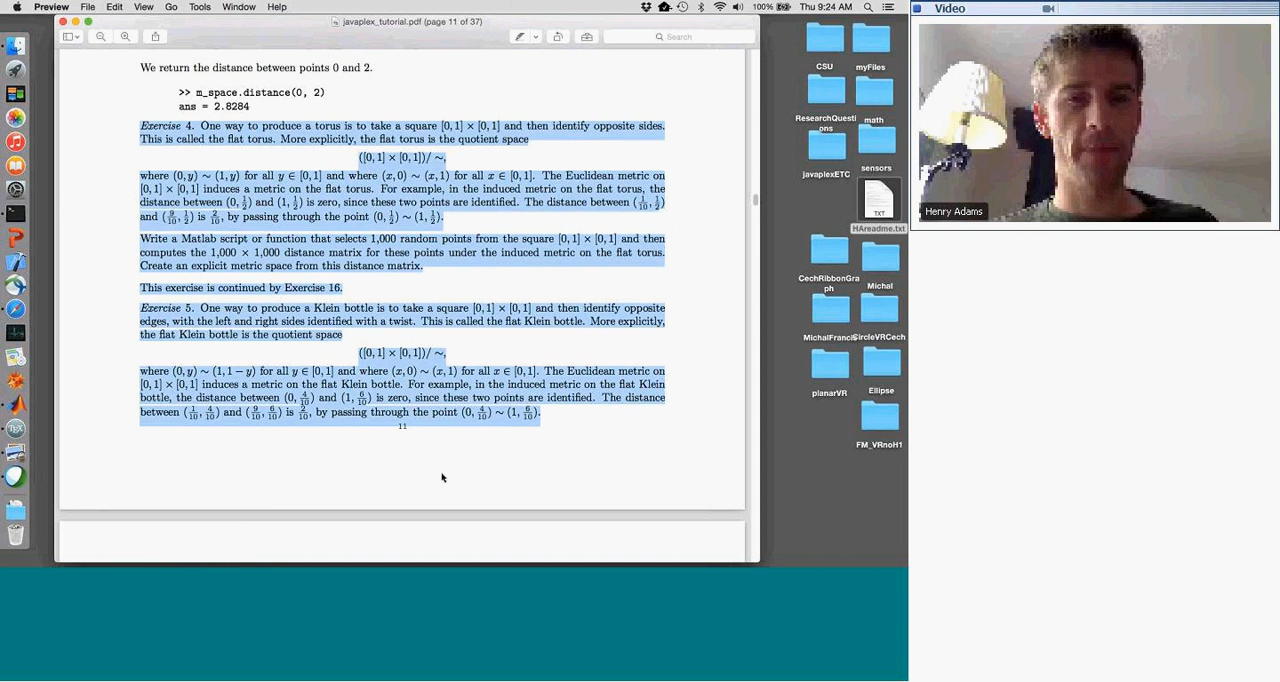 Preview File Edit View Go Tools Window Help
100% Thu 9:24 AM
javaplex_tutorial.pdf (page 11 of 37)
Search
We return the distance between points 0 and 2.
>> m_space.distance(0, 2)
ans = 2.8284
Exercise 4. One way to produce a torus is to take a square [0, 1] × [0, 1] and then identify opposite sides.
This is called the flat torus. More explicitly, the flat torus is the quotient space
([0, 1] × [0, 1])/ ∼,
where (0, y) ∼ (1, y) for all y ∈ [0, 1] and where (x, 0) ∼ (x, 1) for all x ∈ [0, 1]. The Euclidean metric on
[0, 1] × [0, 1] induces a metric on the flat torus. For example, in the induced metric on the flat torus, the
distance between (0, 1/2) and (1, 1/2) is zero, since these two points are identified. The distance between (1/10, 1/2)
and (9/10, 1/2) is 2/10, by passing through the point (0, 1/2) ∼ (1, 1/2).
Write a Matlab script or function that selects 1,000 random points from the square [0, 1] × [0, 1] and then
computes the 1,000 × 1,000 distance matrix for these points under the induced metric on the flat torus.
Create an explicit metric space from this distance matrix.
This exercise is continued by Exercise 16.
Exercise 5. One way to produce a Klein bottle is to take a square [0, 1] × [0, 1] and then identify opposite
edges, with the left and right sides identified with a twist. This is called the flat Klein bottle. More explicitly,
the flat Klein bottle is the quotient space
([0, 1] × [0, 1])/ ∼,
where (0, y) ∼ (1, 1 − y) for all y ∈ [0, 1] and where (x, 0) ∼ (x, 1) for all x ∈ [0, 1]. The Euclidean metric on
[0, 1] × [0, 1] induces a metric on the flat Klein bottle. For example, in the induced metric on the flat Klein
bottle, the distance between (0, 4/10) and (1, 6/10) is zero, since these two points are identified. The distance
between (1/10, 4/10) and (9/10, 6/10) is 2/10, by passing through the point (0, 4/10) ∼ (1, 6/10).
11
CSU
myFiles
ResearchQuesti
ons
math
javaplexETC
sensors
TXT
HAreadme.txt
CechRibbonGra
ph
Michal
MichalFrancis
CircleVRCech
planarVR
Ellipse
FM_VRnoH1
Video
Henry Adams